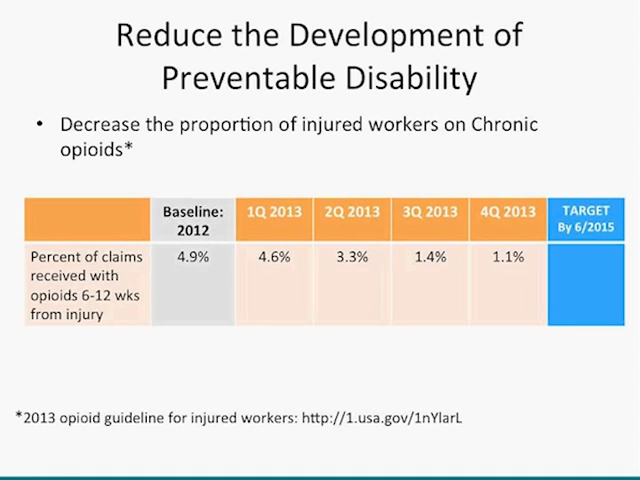 Reduce the Development of
Preventable Disability
• Decrease the proportion of injured workers on Chronic
opioids*
Baseline: 2012 1Q 2013 2Q 2013 3Q 2013 4Q 2013 TARGET By 6/2015
Percent of claims received with opioids 6-12 wks from injury 4.9% 4.6% 3.3% 1.4% 1.1%
*2013 opioid guideline for injured workers: http://1.usa.gov/1nYlarL